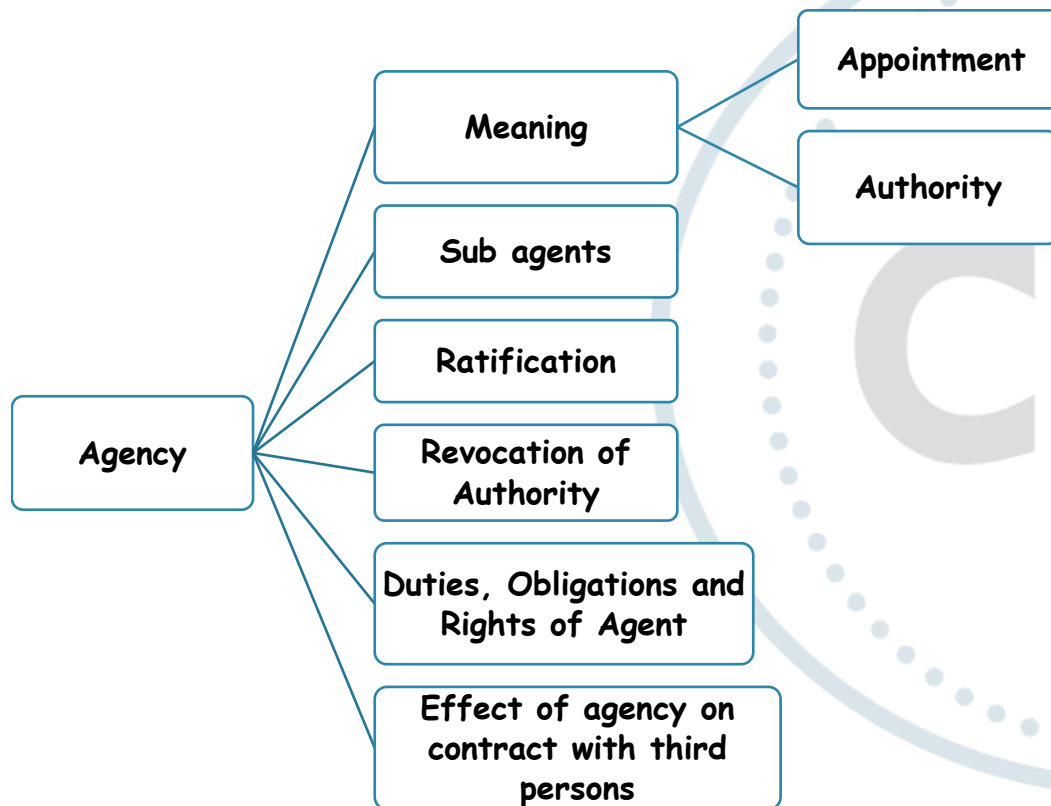 Agency
Meaning
Appointment
Authority
Sub agents
Ratification
Revocation of
Authority
Duties, Obligations and
Rights of Agent
Effect of agency on
contract with third
persons
C